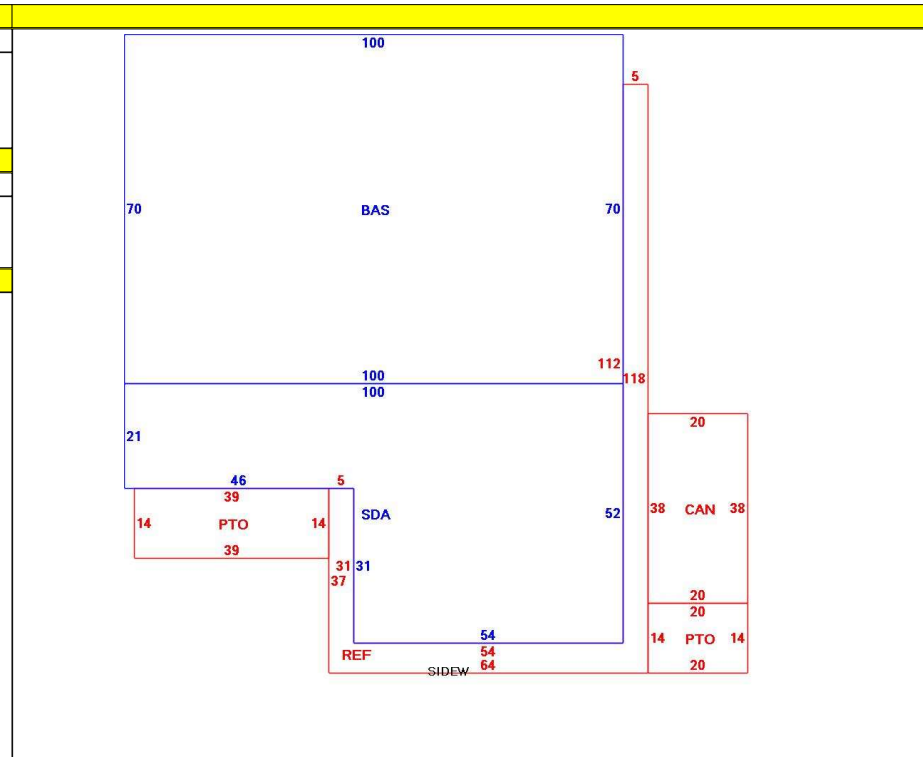 100
5
70 BAS 70
112
100 118
100
20
21
46 5
39
38 CAN 38
SDA 52
14 PTO 14
39
31 31
37
20
20
54 14 PTO 14
54
REF
64 20
SIDEW